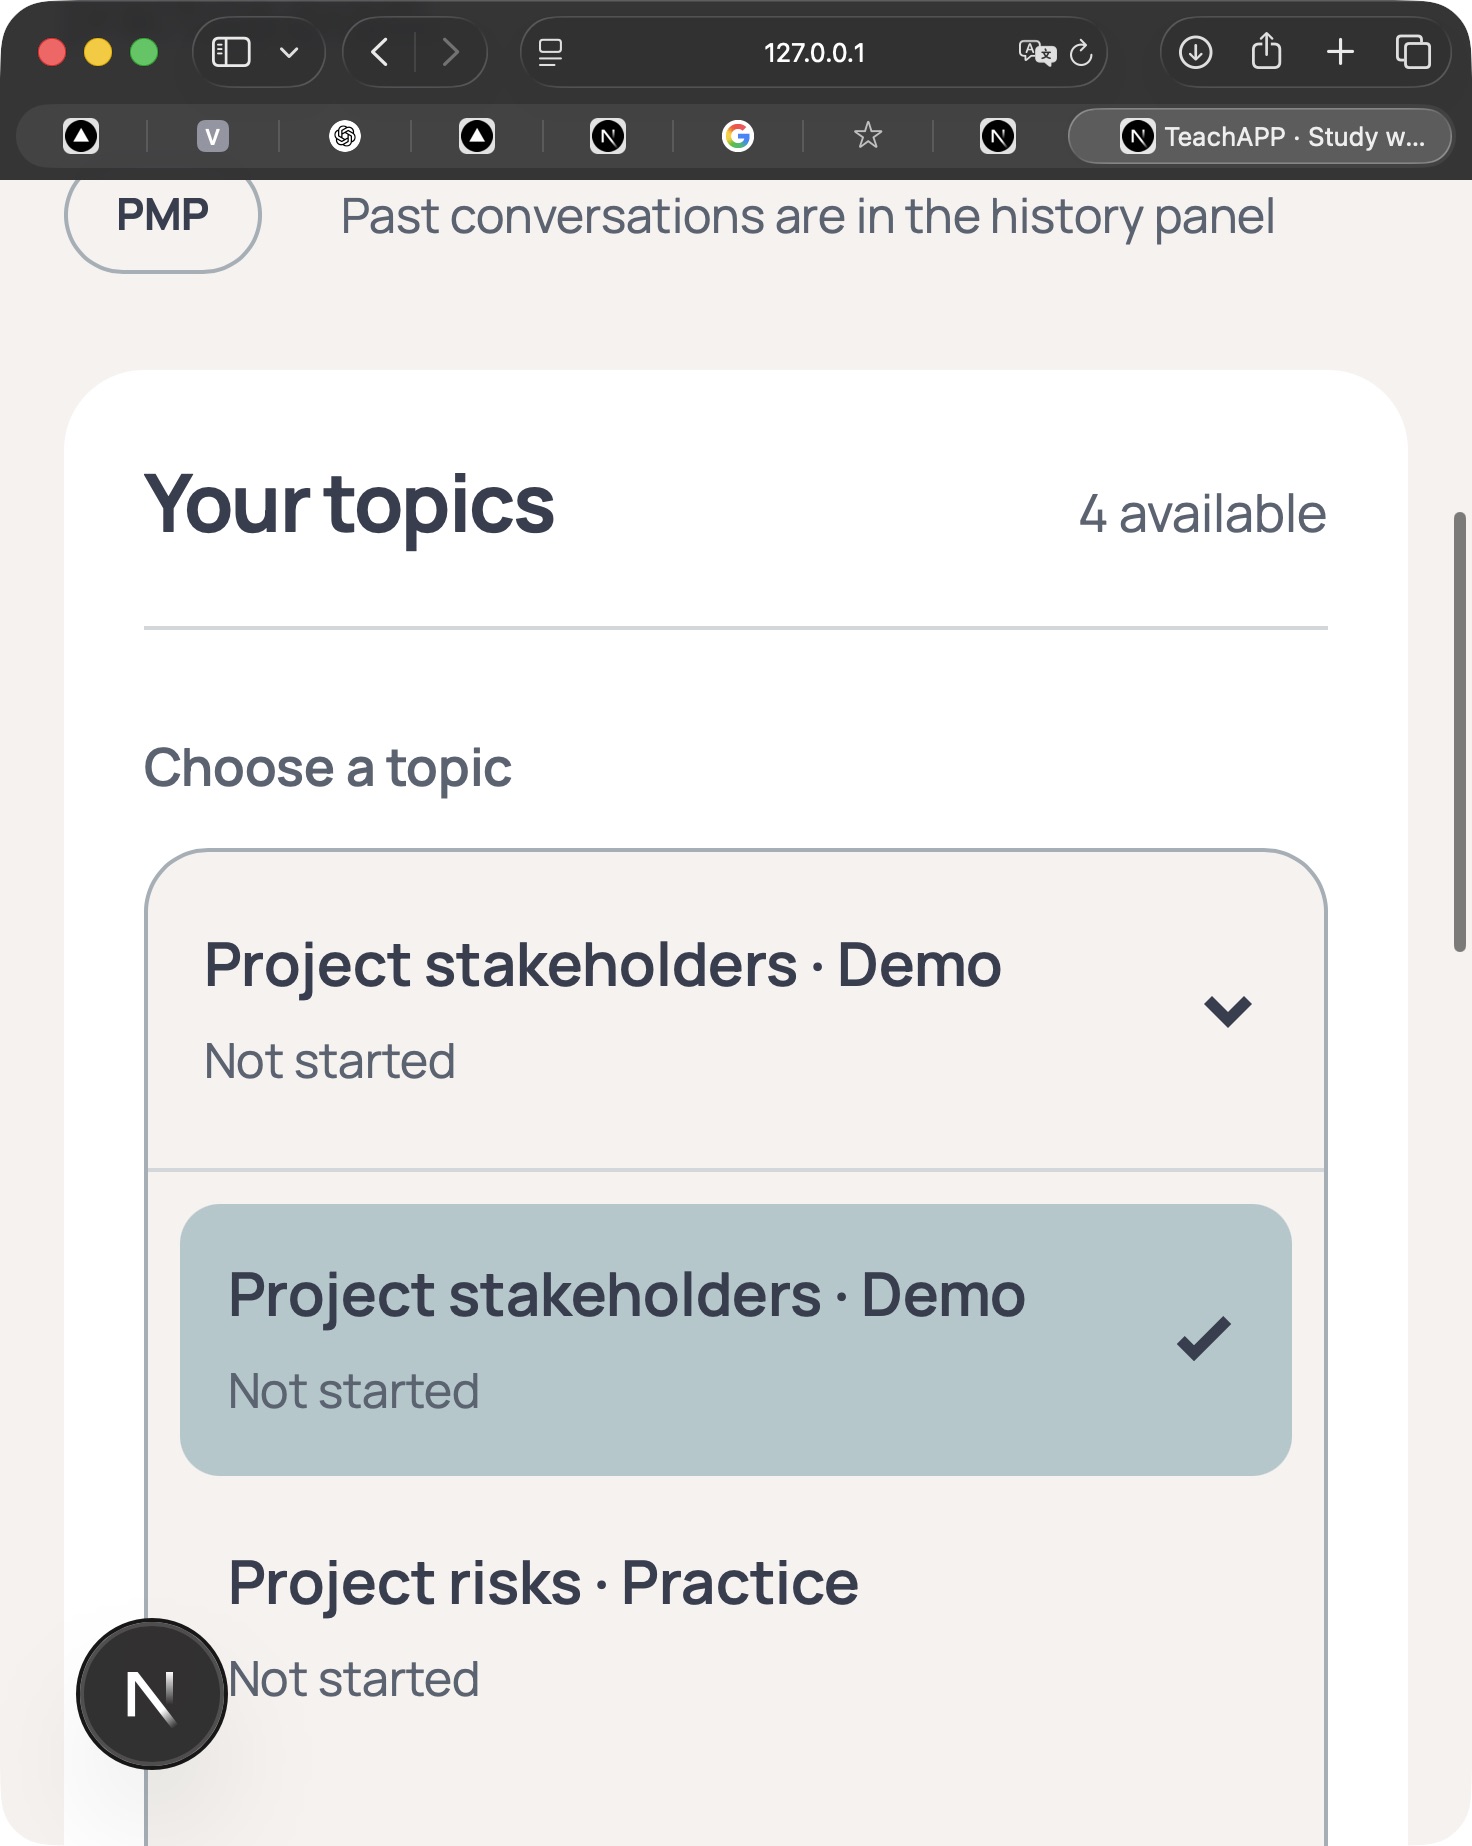 127.0.0.1
V
TeachAPP · Study w...
PMP
Past conversations are in the history panel
Your topics
4 available
Choose a topic
Project stakeholders · Demo
Not started
Project stakeholders · Demo
Not started
Project risks · Practice
Not started
N